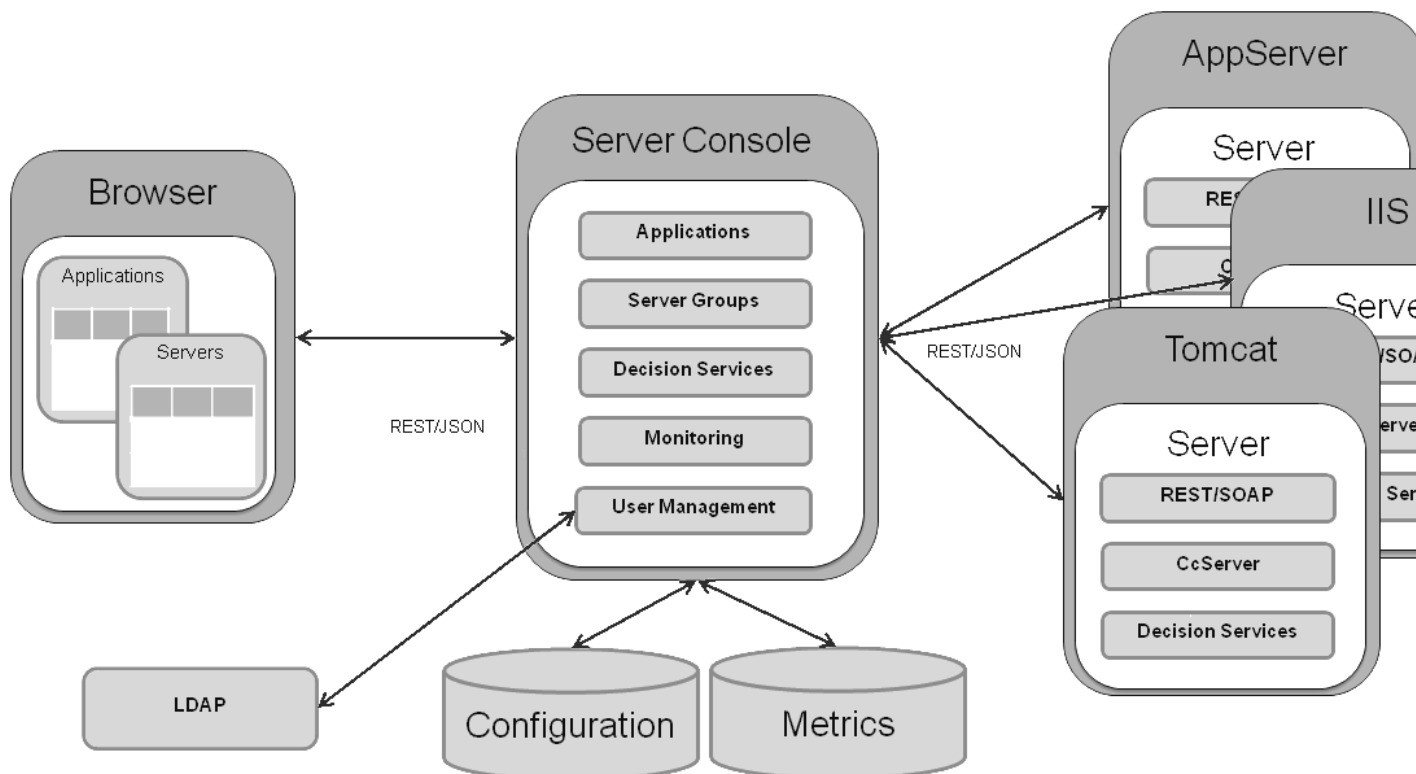 Browser
Applications
Servers
REST/JSON
Server Console
Applications
Server Groups
Decision Services
Monitoring
User Management
LDAP
Configuration
Metrics
REST/JSON
AppServer
Server
IIS
Tomcat
Server
REST/SOAP
CcServer
Decision Services